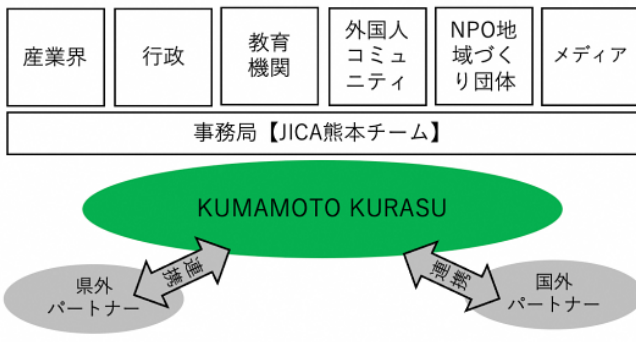 産業界
行政
教育
機関
外国人
コミュ
ニティ
NPO地
域づく
り団体
メディア
事務局【JICA熊本チーム】
KUMAMOTO KURASU
連携
連携
県外
パートナー
国外
パートナー